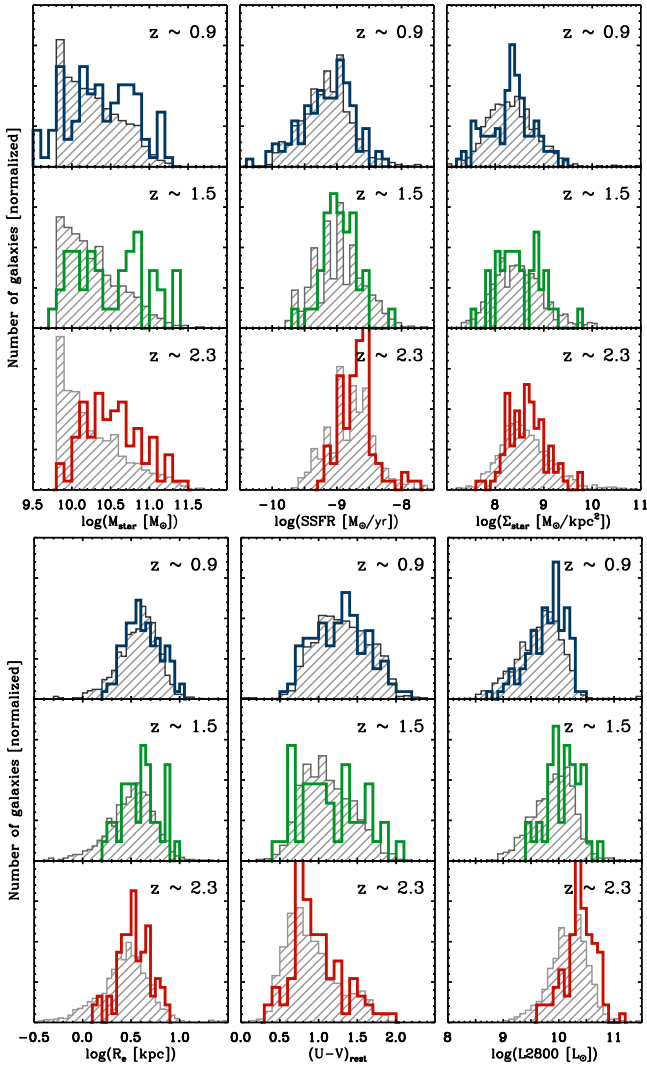 z ~ 0.9 z ~ 0.9 z ~ 0.9
z ~ 1.5 z ~ 1.5 z ~ 1.5
Number of galaxies [normalized]
z ~ 2.3 z ~ 2.3 z ~ 2.3
9.5 10.0 10.5 11.0 11.5 -10 -9 -8 8 9 10 11
log(M_star [M_⊙]) log(SSFR [M_⊙/yr]) log(Σ_star [M_⊙/kpc²])
z ~ 0.9 z ~ 0.9 z ~ 0.9
z ~ 1.5 z ~ 1.5 z ~ 1.5
Number of galaxies [normalized]
z ~ 2.3 z ~ 2.3 z ~ 2.3
-0.5 0.0 0.5 1.0 0.0 0.5 1.0 1.5 2.0 8 9 10 11
log(R_e [kpc]) (U-V)_rest log(L2800 [L_⊙])